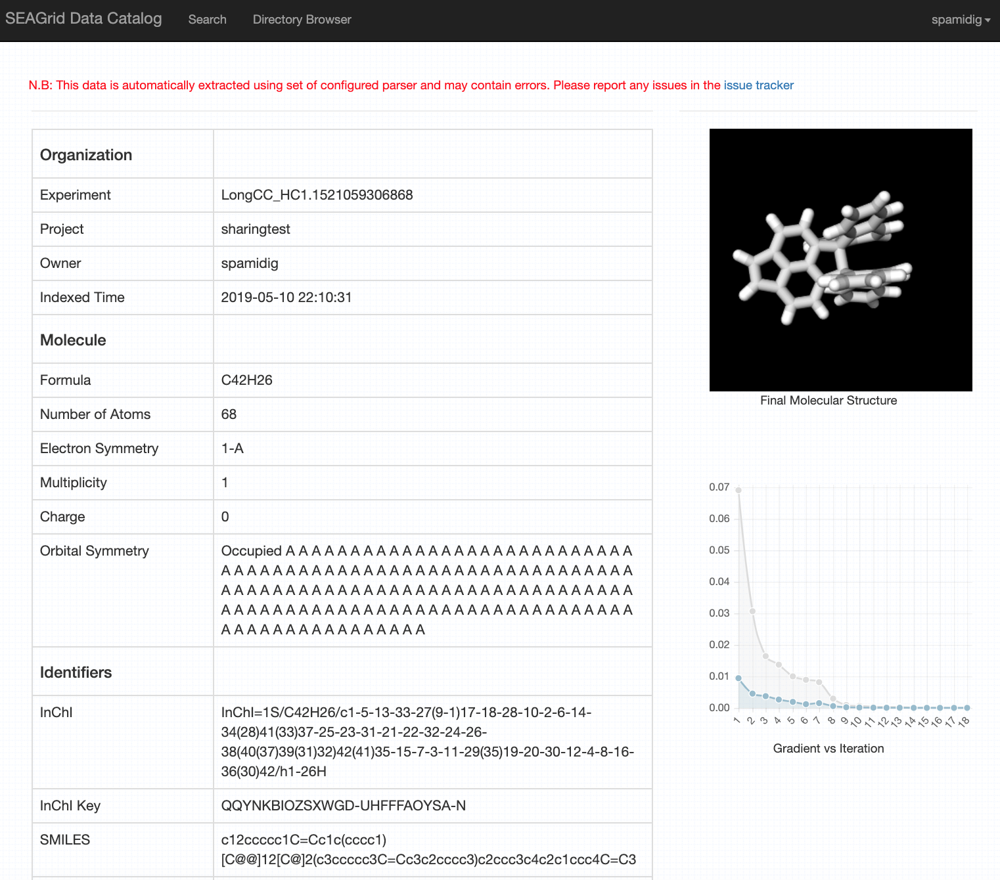 SEAGrid Data Catalog Search Directory Browser spamidig
N.B: This data is automatically extracted using set of configured parser and may contain errors. Please report any issues in the issue tracker
Organization
Experiment LongCC_HC1.1521059306868
Project sharingtest
Owner spamidig
Indexed Time 2019-05-10 22:10:31
Molecule
Formula C42H26
Number of Atoms 68
Electron Symmetry 1-A
Multiplicity 1
Charge 0
Orbital Symmetry Occupied A A A A A A A A A A A A A A A A A A A A A A A A A A A
A A A A A A A A A A A A A A A A A A A A A A A A A A A A A A A A
A A A A A A A A A A A A A A A A A A A A A A A A A A A A A A A A
A A A A A A A A A A A A A A A A A A A A A A A A A A A A A A A A
A A A A A A A A A A A A A A A A
Identifiers
InChI InChI=1S/C42H26/c1-5-13-33-27(9-1)17-18-28-10-2-6-14-
34(28)41(33)37-25-23-31-21-22-32-24-26-
38(40(37)39(31)32)42(41)35-15-7-3-11-29(35)19-20-30-12-4-8-16-
36(30)42/h1-26H
InChI Key QQYNKBIOZSXWGD-UHFFFAOYSA-N
SMILES c12ccccc1C=Cc1c(cccc1)
[C@@]12[C@]2(c3ccccc3C=Cc3c2cccc3)c2ccc3c4c2c1ccc4C=C3
Final Molecular Structure
0.07
0.06
0.05
0.04
0.03
0.02
0.01
0.00
1 2 3 4 5 6 7 8 9 10 11 12 13 14 15 16 17 18
Gradient vs Iteration